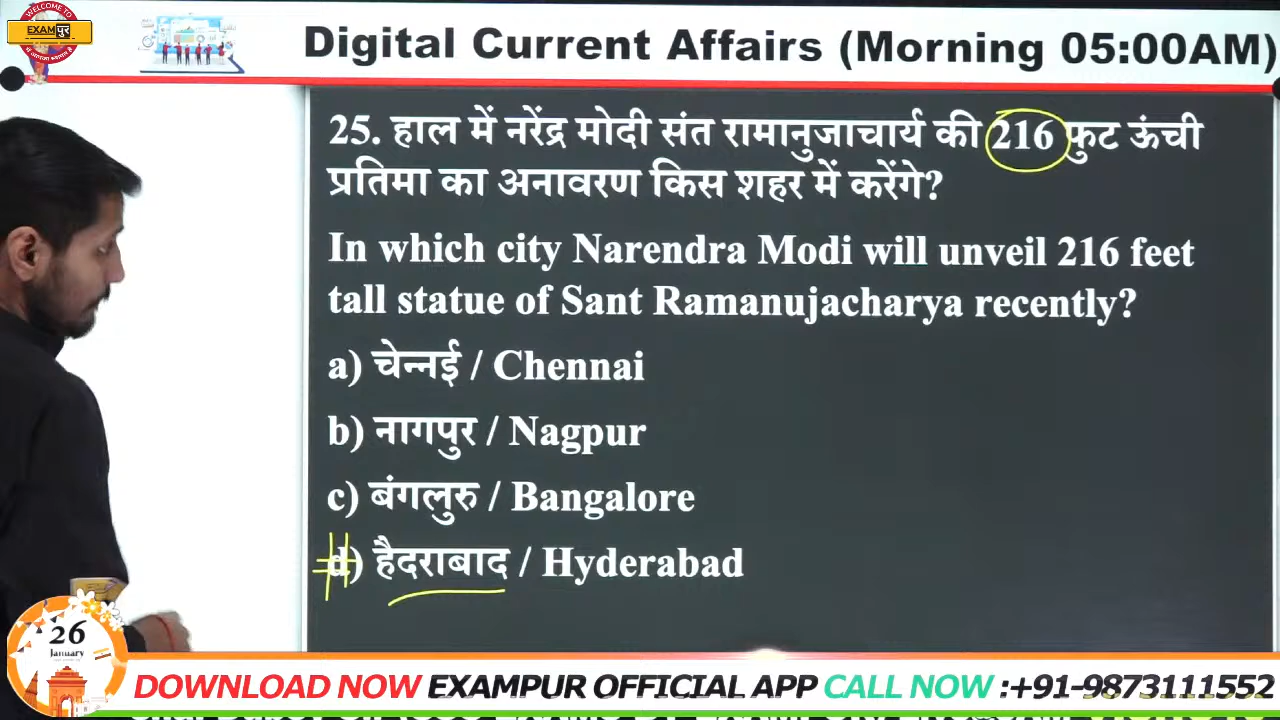 WELCOME TO
EXAMपुर
Digital Current Affairs (Morning 05:00AM)
25. हाल में नरेंद्र मोदी संत रामानुजाचार्य की 216 फुट ऊंची
प्रतिमा का अनावरण किस शहर में करेंगे?
In which city Narendra Modi will unveil 216 feet
tall statue of Sant Ramanujacharya recently?
a) चेन्नई / Chennai
b) नागपुर / Nagpur
c) बंगलुरु / Bangalore
d) हैदराबाद / Hyderabad
26
January
DOWNLOAD NOW EXAMPUR OFFICIAL APP CALL NOW :+91-9873111552